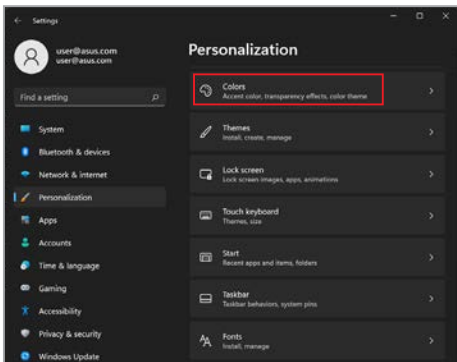 Settings
user@asus.com
user@asus.com
Find a setting
System
Bluetooth & devices
Network & internet
Personalization
Apps
Accounts
Time & language
Gaming
Accessibility
Privacy & security
Windows Update
Personalization
Colors
Accent color, transparency effects, color theme
Themes
Install, create, manage
Lock screen
Lock screen images, apps, animations
Touch keyboard
Themes, size
Start
Recent apps and items, folders
Taskbar
Taskbar behaviors, system pins
Fonts
Install, manage